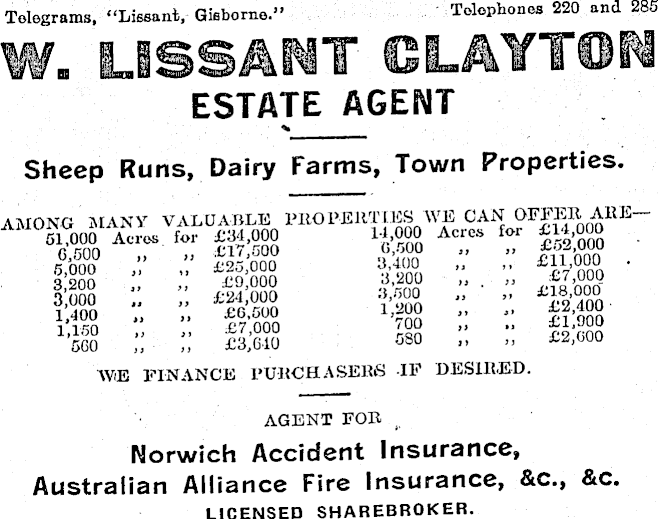 Telegrams, "Lissant, Gisborne." Telephones 220 and 285
W. LISSANT CLAYTON
ESTATE AGENT
Sheep Runs, Dairy Farms, Town Properties.
AMONG MANY VALUABLE PROPERTIES WE CAN OFFER ARE—
51,000 Acres for £34,000 14,000 Acres for £14,000
6,500 ,, ,, £17,500 6,500 ,, ,, £52,000
5,000 ,, ,, £25,000 3,400 ,, ,, £11,000
3,200 ,, ,, £9,000 3,200 ,, ,, £7,000
3,000 ,, ,, £24,000 3,500 ,, ,, £18,000
1,400 ,, ,, £6,500 1,200 ,, ,, £2,400
1,150 ,, ,, £7,000 700 ,, ,, £1,900
560 ,, ,, £3,640 580 ,, ,, £2,600
WE FINANCE PURCHASERS IF DESIRED.
AGENT FOR
Norwich Accident Insurance,
Australian Alliance Fire Insurance, &c., &c.
LICENSED SHAREBROKER.